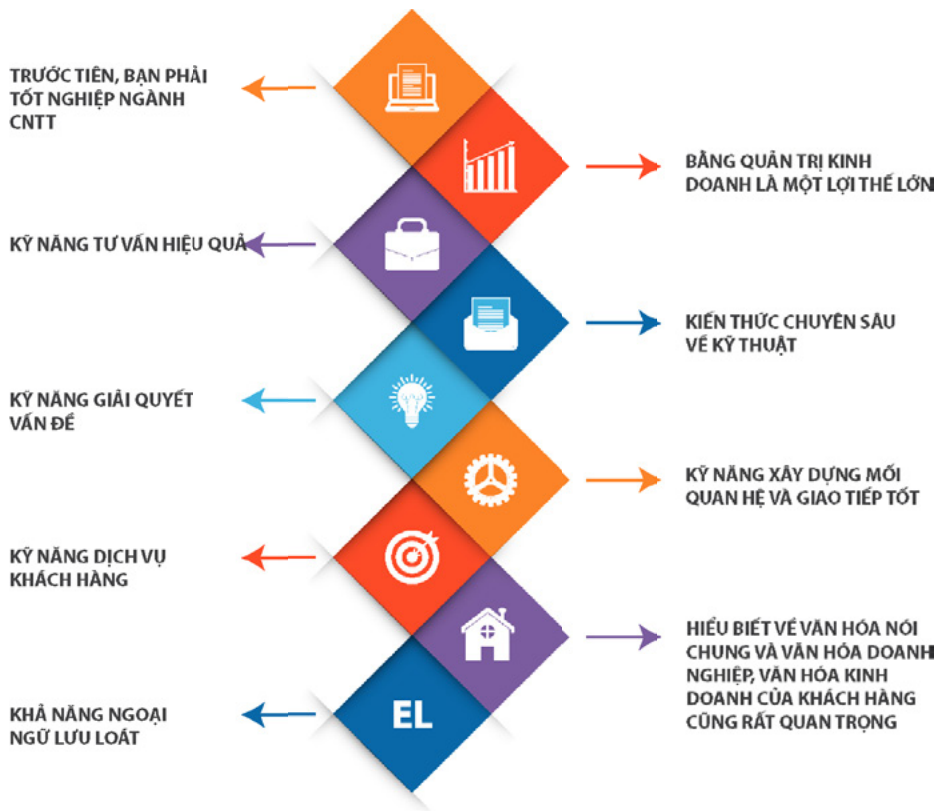 TRƯỚC TIÊN, BẠN PHẢI
TỐT NGHIỆP NGÀNH
CNTT
BẰNG QUẢN TRỊ KINH
DOANH LÀ MỘT LỢI THẾ LỚN
KỸ NĂNG TƯ VẤN HIỆU QUẢ
KIẾN THỨC CHUYÊN SÂU
VỀ KỸ THUẬT
KỸ NĂNG GIẢI QUYẾT
VẤN ĐỀ
KỸ NĂNG XÂY DỰNG MỐI
QUAN HỆ VÀ GIAO TIẾP TỐT
KỸ NĂNG DỊCH VỤ
KHÁCH HÀNG
HIỂU BIẾT VỀ VĂN HÓA NÓI
CHUNG VÀ VĂN HÓA DOANH
NGHIỆP, VĂN HÓA KINH
DOANH CỦA KHÁCH HÀNG
CŨNG RẤT QUAN TRỌNG
KHẢ NĂNG NGOẠI
NGỮ LƯU LOÁT
EL